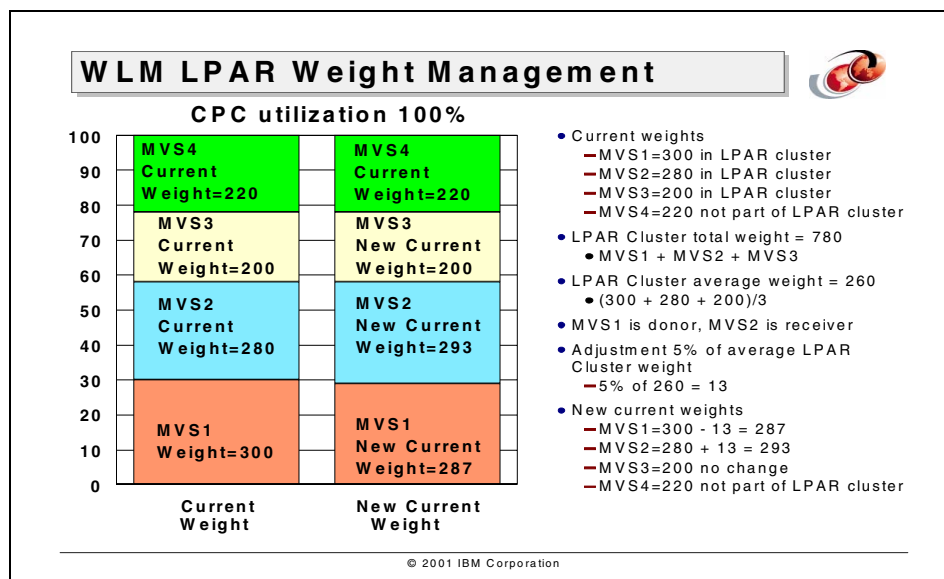 WLM LPAR Weight Management
CPC utilization 100%
100
90
80
70
60
50
40
30
20
10
0
MVS4
Current
Weight=220
MVS3
Current
Weight=200
MVS2
Current
Weight=280
MVS1
Weight=300
MVS4
Current
Weight=220
MVS3
New Current
Weight=200
MVS2
New Current
Weight=293
MVS1
New Current
Weight=287
Current
Weight
New Current
Weight
• Current weights
– MVS1=300 in LPAR cluster
– MVS2=280 in LPAR cluster
– MVS3=200 in LPAR cluster
– MVS4=220 not part of LPAR cluster
• LPAR Cluster total weight = 780
• MVS1 + MVS2 + MVS3
• LPAR Cluster average weight = 260
• (300 + 280 + 200)/3
• MVS1 is donor, MVS2 is receiver
• Adjustment 5% of average LPAR
Cluster weight
– 5% of 260 = 13
• New current weights
– MVS1=300 - 13 = 287
– MVS2=280 + 13 = 293
– MVS3=200 no change
– MVS4=220 not part of LPAR cluster
© 2001 IBM Corporation